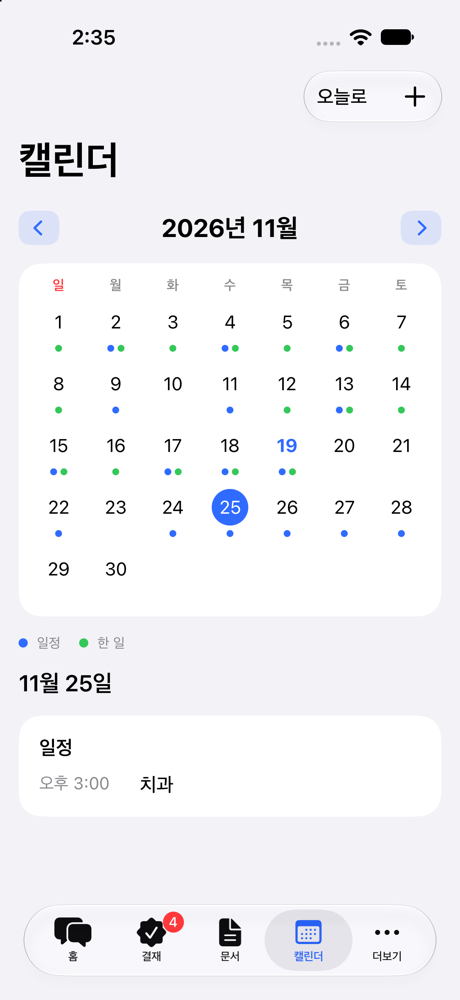 2:35
오늘로
캘린더
2026년 11월
일 월 화 수 목 금 토
1 2 3 4 5 6 7
8 9 10 11 12 13 14
15 16 17 18 19 20 21
22 23 24 25 26 27 28
29 30
일정 한 일
11월 25일
일정
오후 3:00 치과
4
홈 결재 문서 캘린더 더보기